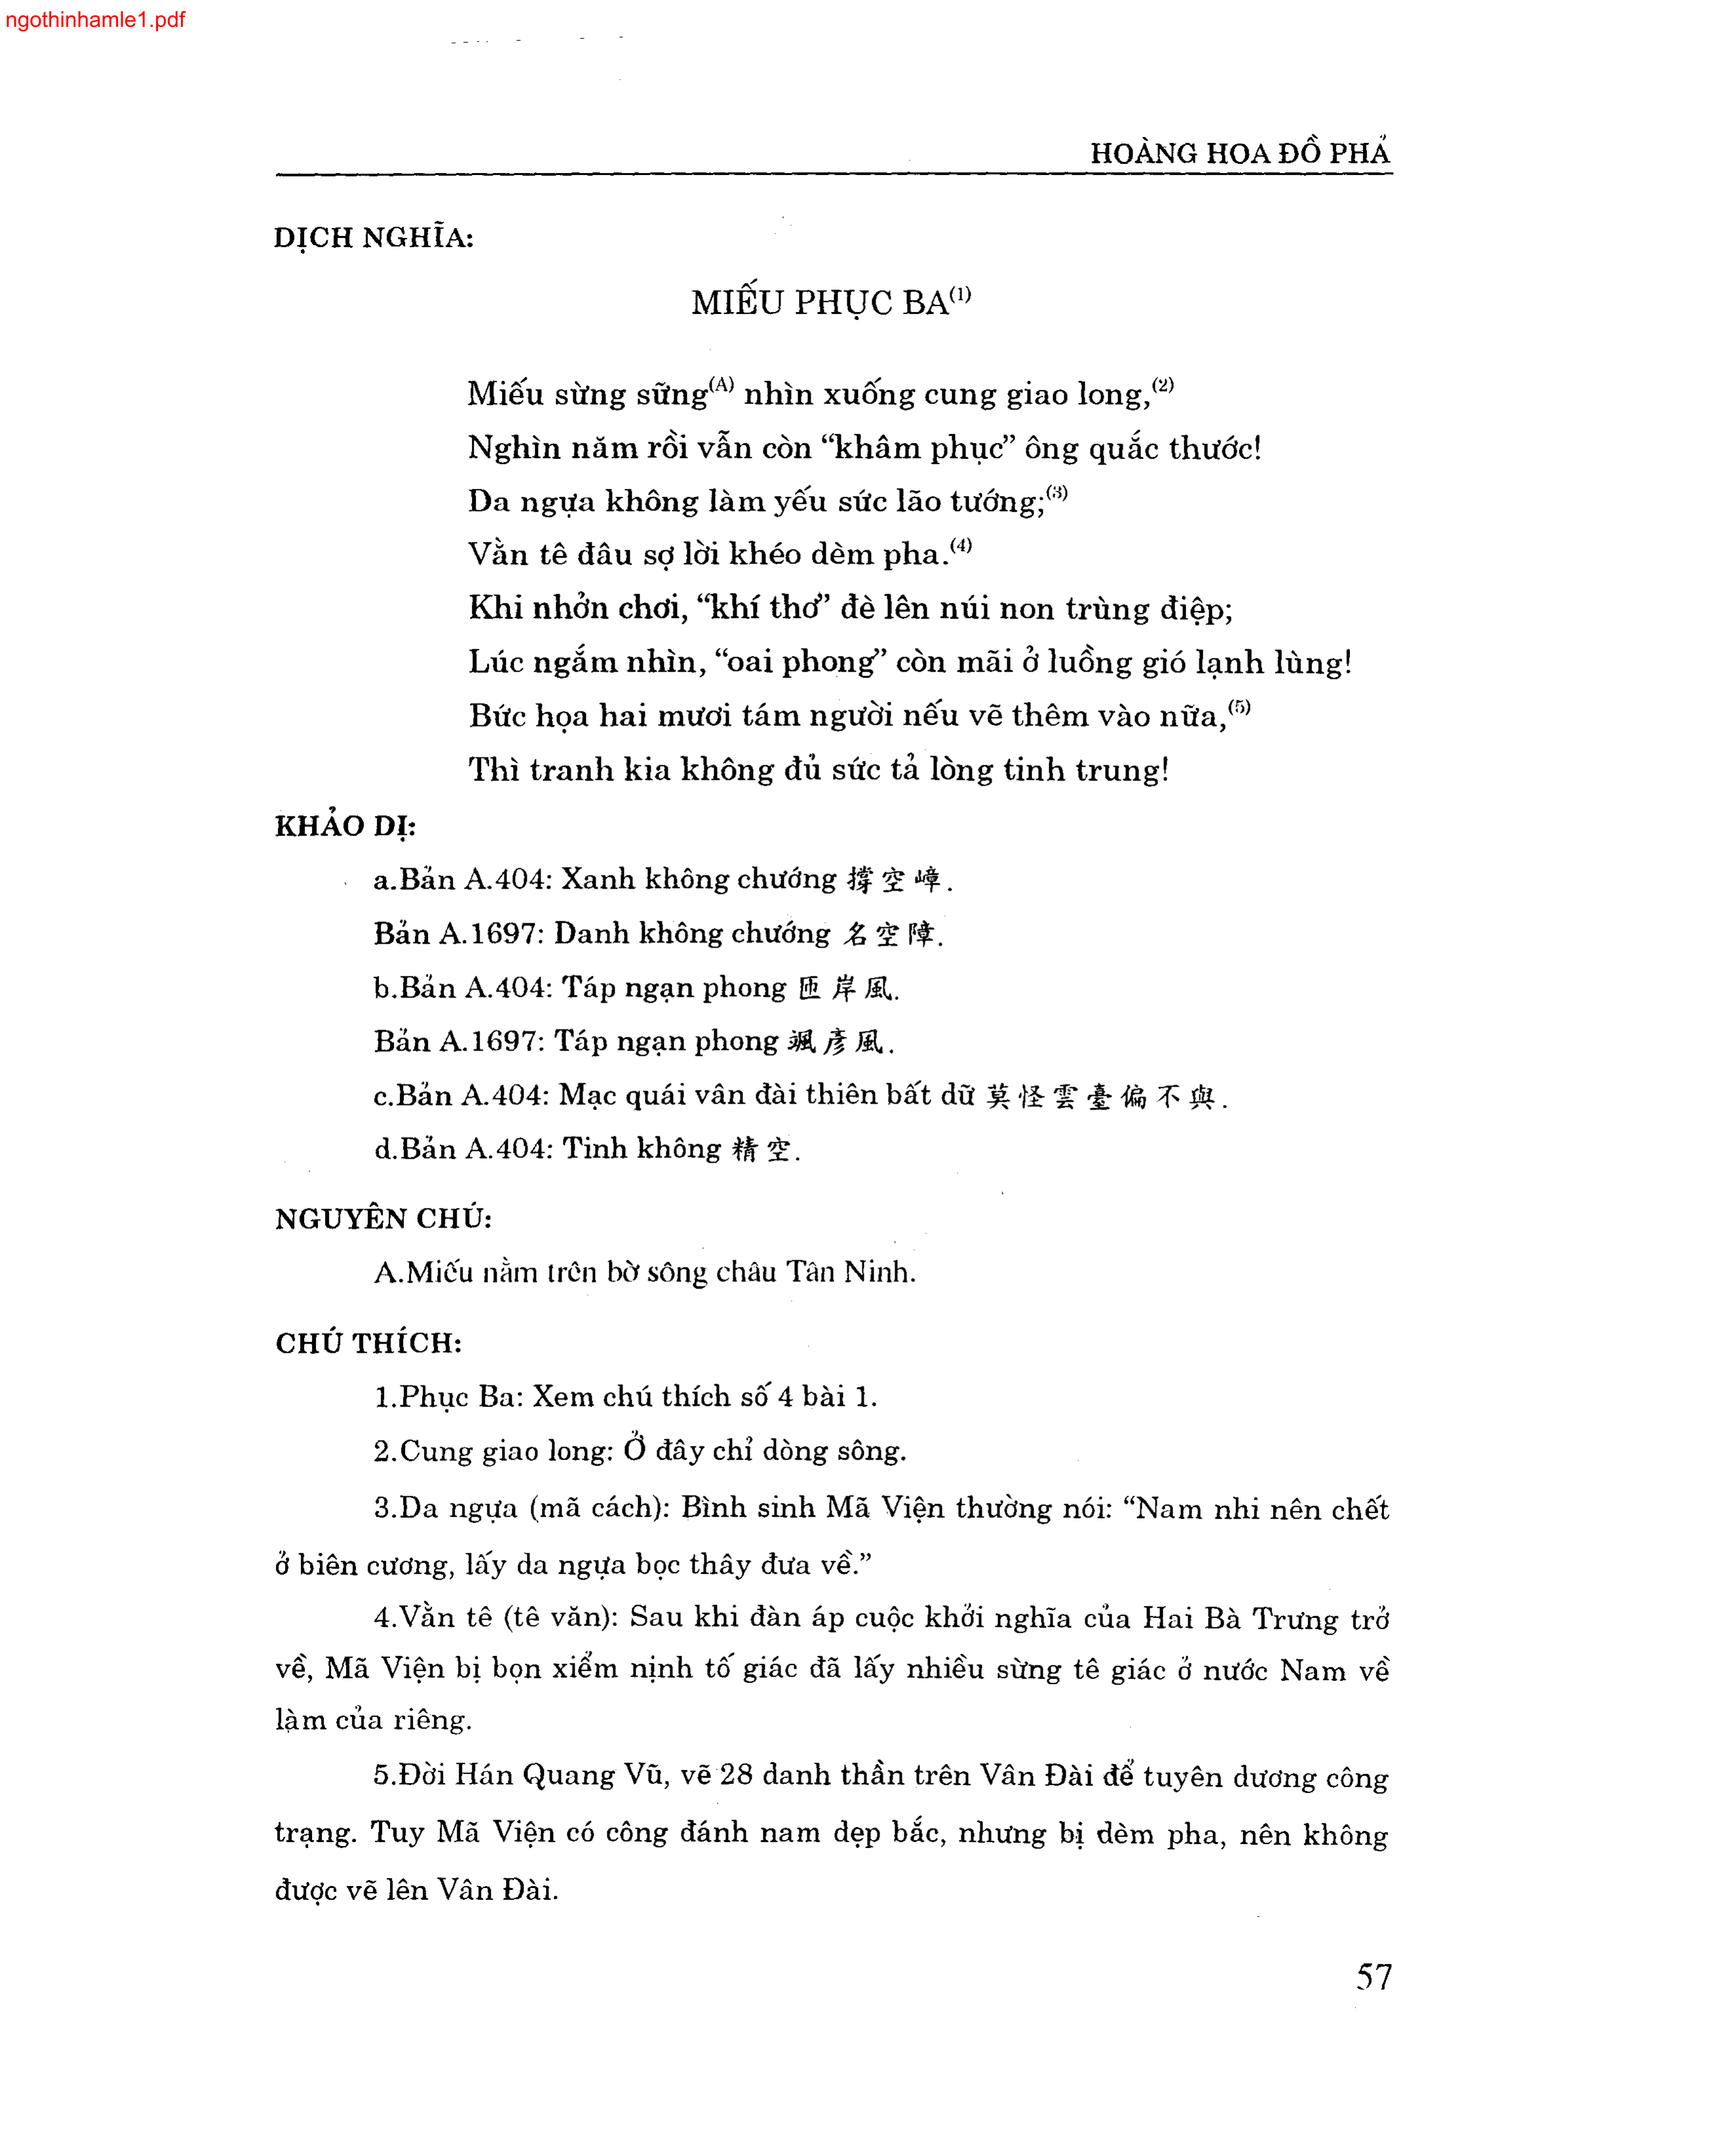 ngothinhamle1.pdf
HOÀNG HOA ĐỒ PHẢ
DỊCH NGHĨA:
MIẾU PHỤC BA(1)
Miếu sừng sững(A) nhìn xuống cung giao long,(2)
Nghìn năm rồi vẫn còn “khâm phục” ông quắc thước!
Da ngựa không làm yếu sức lão tướng;(3)
Vằn tê đâu sợ lời khéo dèm pha.(4)
Khi nhởn chơi, “khí thơ” đè lên núi non trùng điệp;
Lúc ngắm nhìn, “oai phong” còn mãi ở luồng gió lạnh lùng!
Bức họa hai mươi tám người nếu vẽ thêm vào nữa,(5)
Thì tranh kia không đủ sức tả lòng tinh trung!
KHẢO DỊ:
a.Bản A.404: Xanh không chướng 撐空嶂.
Bản A.1697: Danh không chướng 名空障.
b.Bản A.404: Táp ngạn phong 匝岸風.
Bản A.1697: Táp ngạn phong 颯彥風.
c.Bản A.404: Mạc quái vân đài thiên bất dữ 莫怪雲臺偏不與.
d.Bản A.404: Tinh không 精空.
NGUYÊN CHÚ:
A.Miếu nằm trên bờ sông châu Tân Ninh.
CHÚ THÍCH:
1.Phục Ba: Xem chú thích số 4 bài 1.
2.Cung giao long: Ở đây chỉ dòng sông.
3.Da ngựa (mã cách): Bình sinh Mã Viện thường nói: “Nam nhi nên chết
ở biên cương, lấy da ngựa bọc thây đưa về.”
4.Vằn tê (tê văn): Sau khi đàn áp cuộc khởi nghĩa của Hai Bà Trưng trở
về, Mã Viện bị bọn xiểm nịnh tố giác đã lấy nhiều sừng tê giác ở nước Nam về
làm của riêng.
5.Đời Hán Quang Vũ, vẽ 28 danh thần trên Vân Đài để tuyên dương công
trạng. Tuy Mã Viện có công đánh nam dẹp bắc, nhưng bị dèm pha, nên không
được vẽ lên Vân Đài.
57